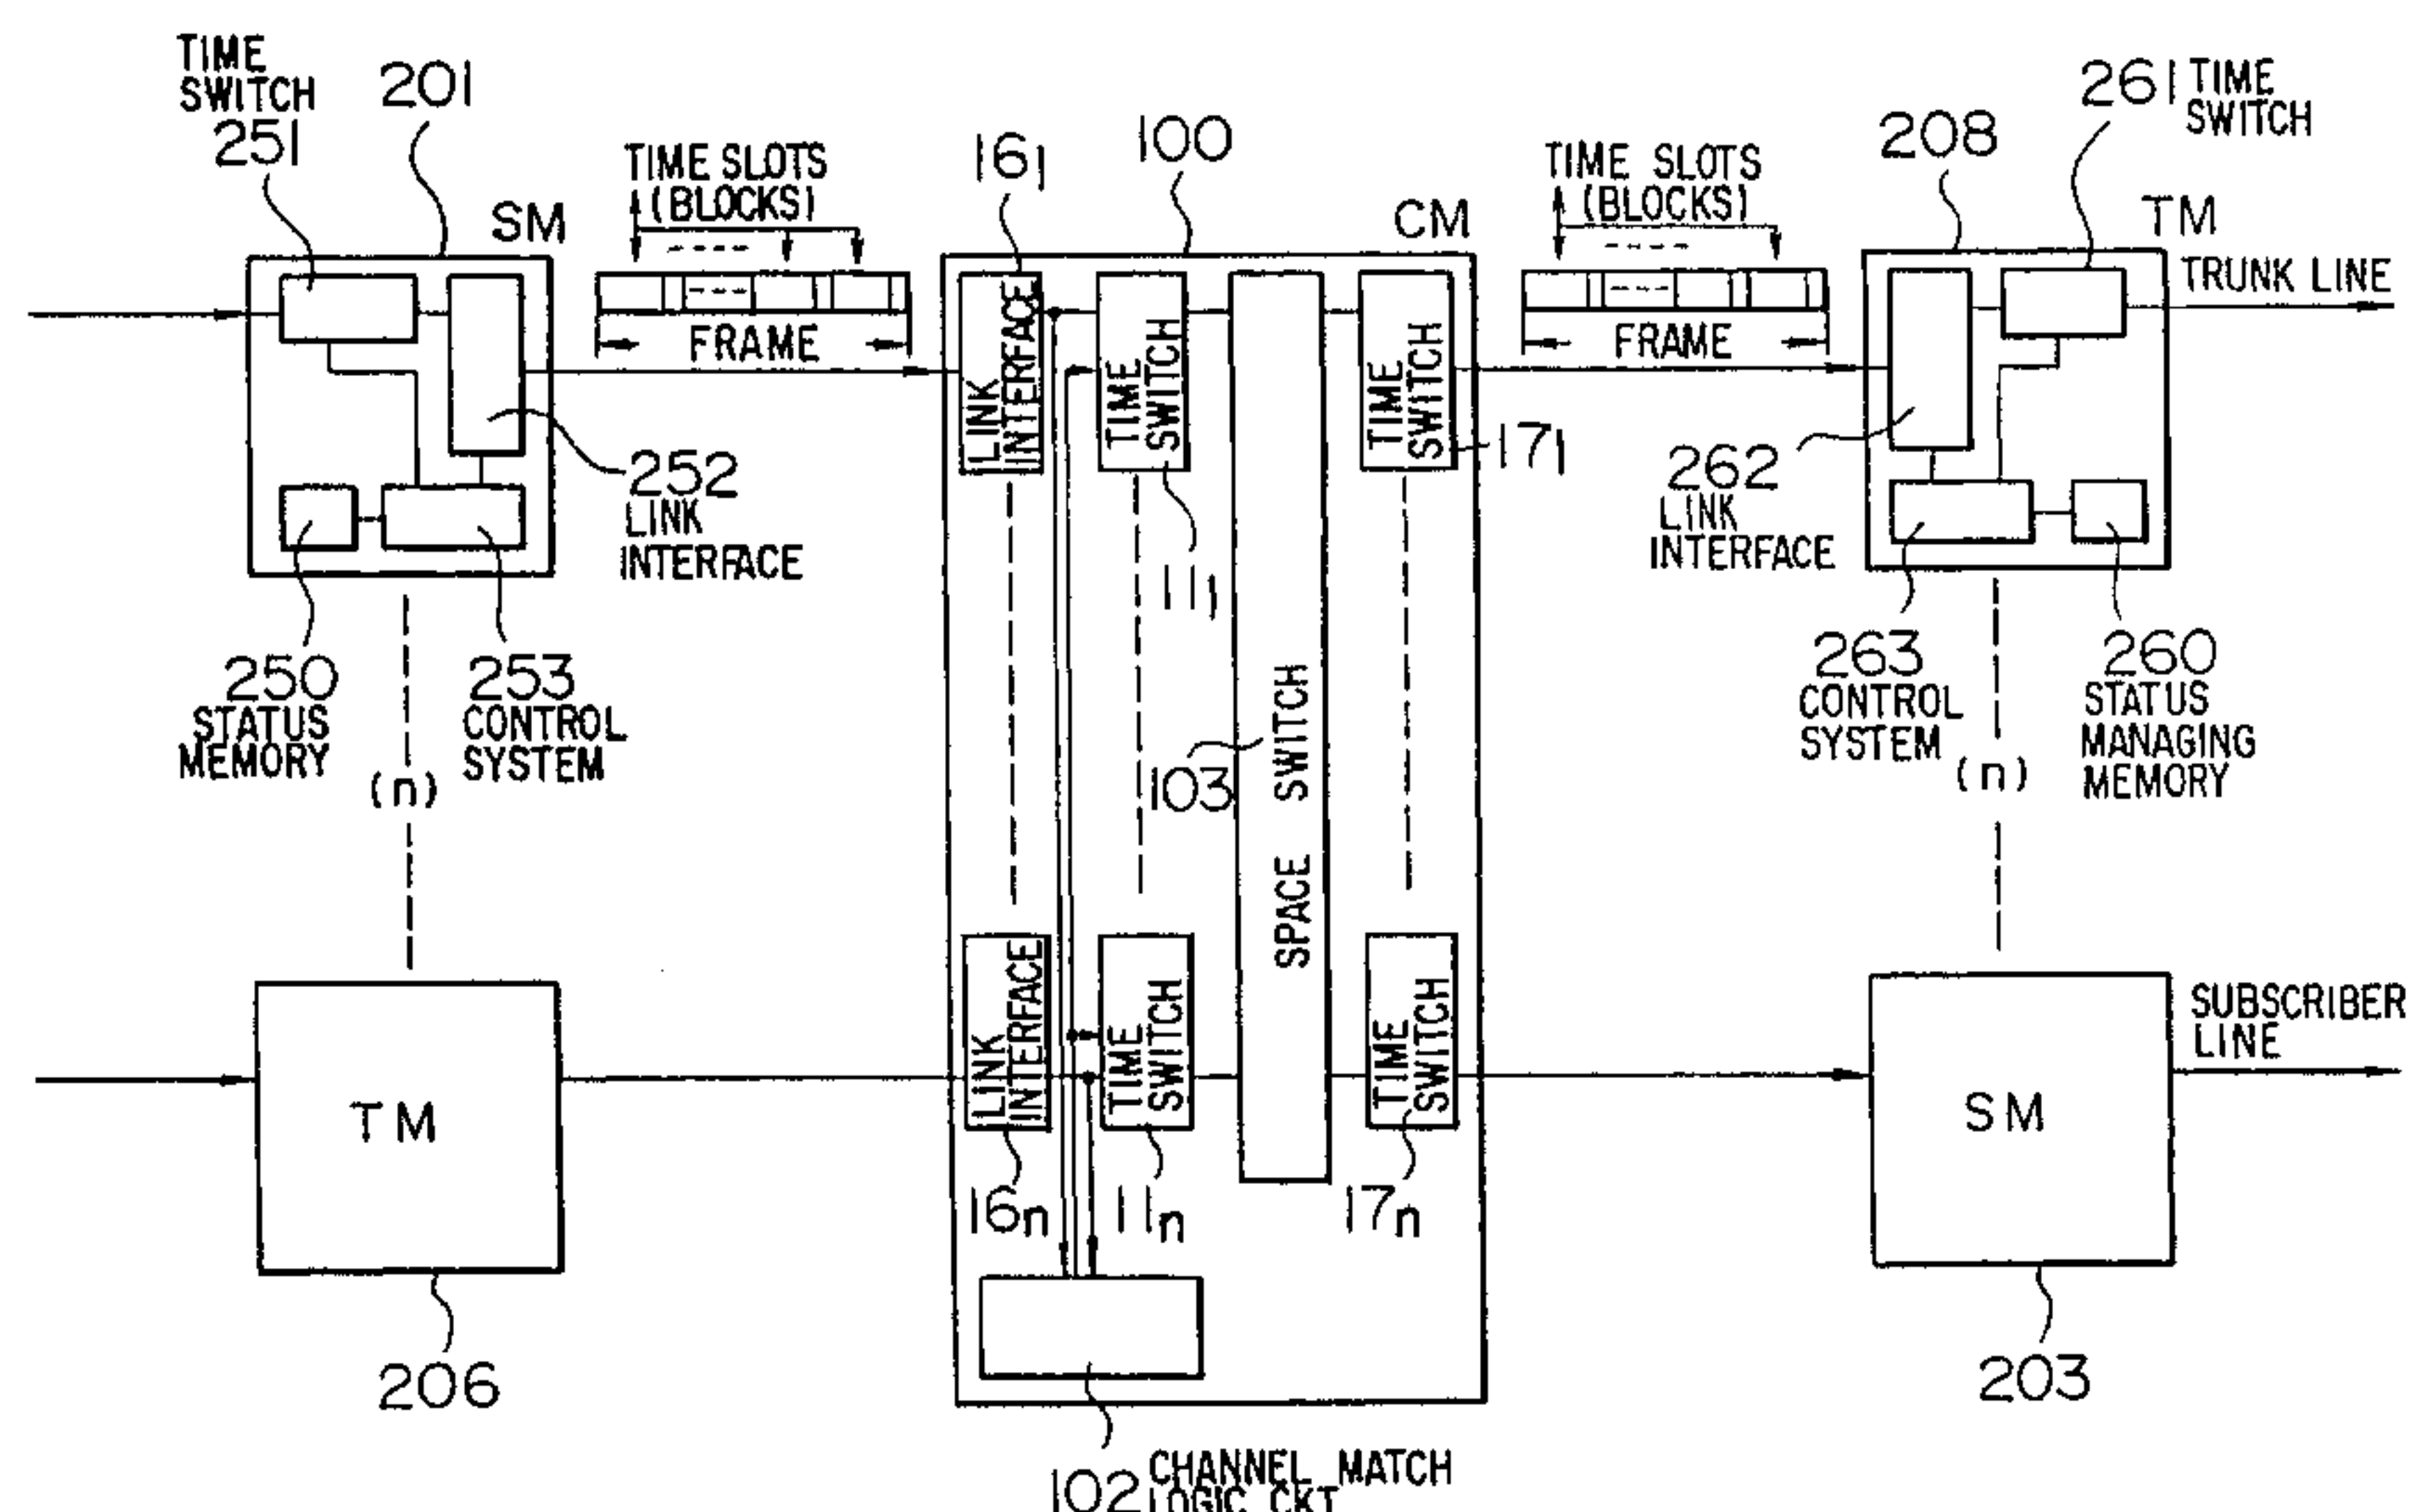 TIME
SWITCH
251
201
SM
TIME SLOTS
(BLOCKS)
FRAME
161
100
CM
TIME SLOTS
(BLOCKS)
FRAME
208
261 TIME
SWITCH
TM
TRUNK LINE
LINK
INTERFACE
TIME
SWITCH
TIME
SWITCH
171
111
252
LINK
INTERFACE
262
LINK
INTERFACE
250
STATUS
MEMORY
253
CONTROL
SYSTEM
(n)
103
SPACE SWITCH
263
CONTROL
SYSTEM
(n)
260
STATUS
MANAGING
MEMORY
LINK
INTERFACE
TIME
SWITCH
TIME
SWITCH
TM
SM
SUBSCRIBER
LINE
16n
11n
17n
206
203
102 CHANNEL MATCH
LOGIC CKT